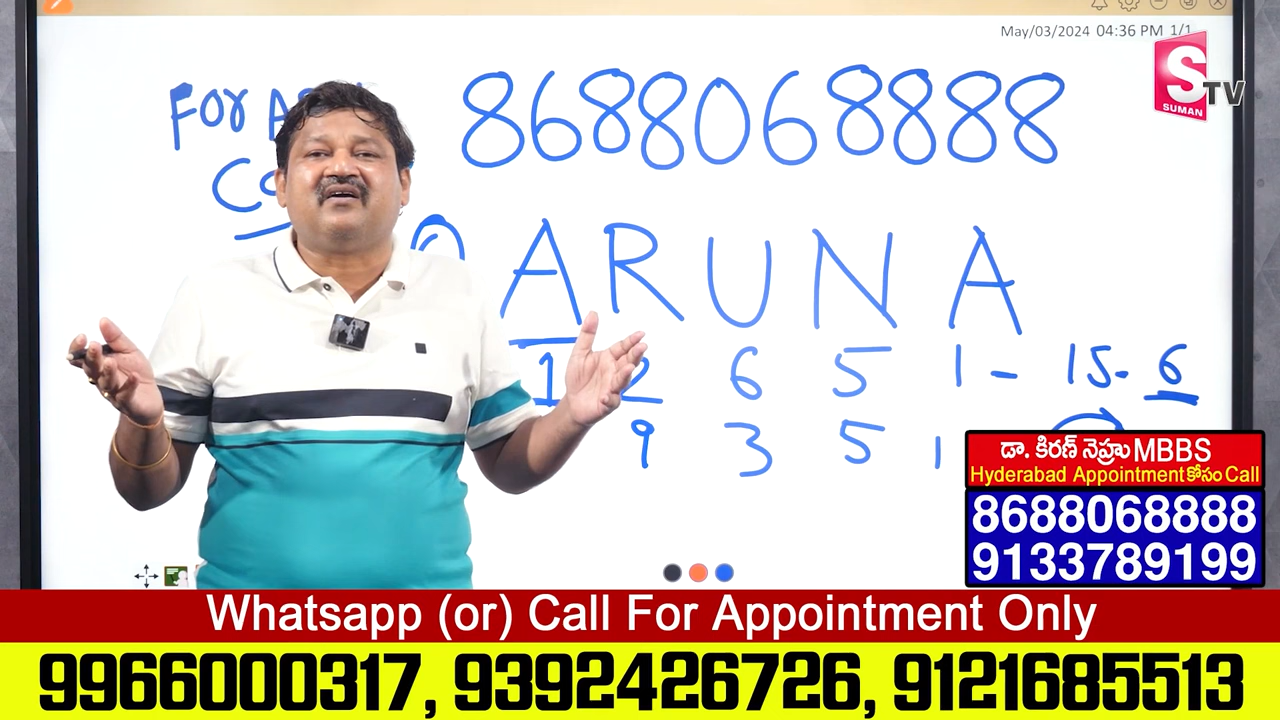 May/03/2024 04:36 PM 1/1
S TV
SUMAN
FOR 8688068888
ARUNA
1 2 6 5 1 - 15 - 6
9 3 5 1
డా. కిరణ్ నెహ్రు MBBS
Hyderabad Appointment కోసం Call
8688068888
9133789199
Whatsapp (or) Call For Appointment Only
9966000317, 9392426726, 9121685513